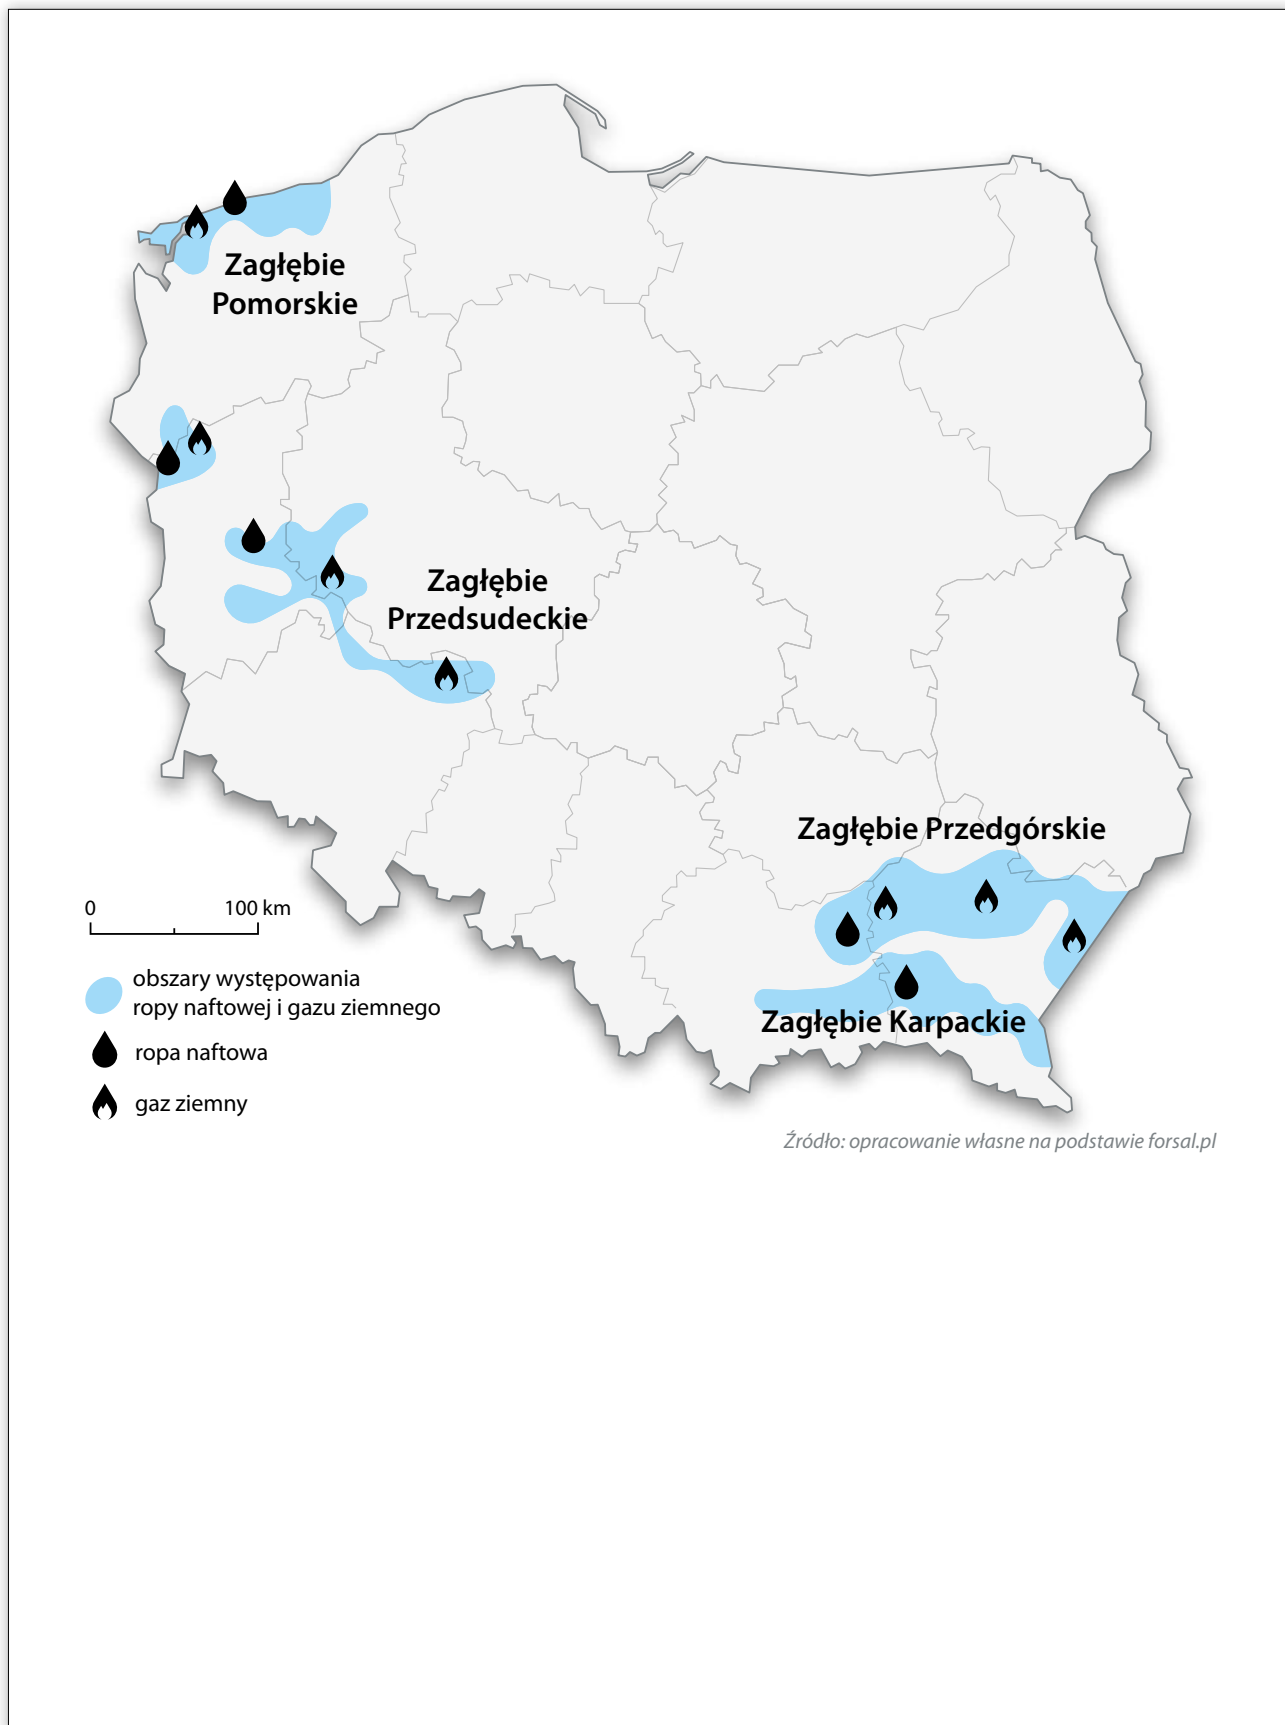 Zagłębie
Pomorskie
Zagłębie
Przedsudeckie
Zagłębie Przedgórskie
Zagłębie Karpackie
0 100 km
obszary występowania
ropy naftowej i gazu ziemnego
ropa naftowa
gaz ziemny
Źródło: opracowanie własne na podstawie forsal.pl